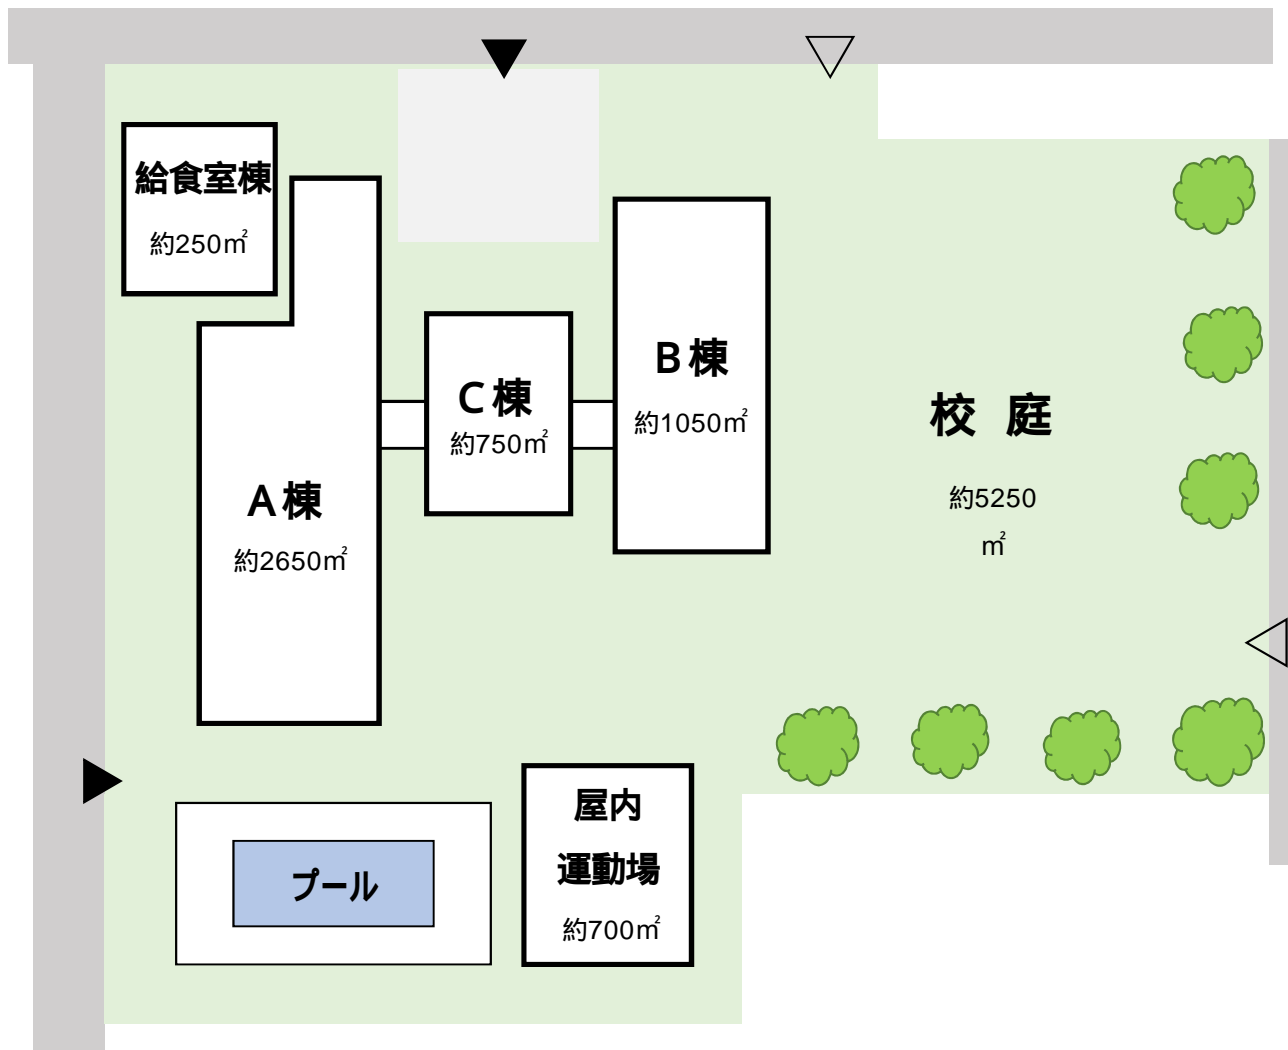 給食室棟
約250㎡
A棟
約2650㎡
C棟
約750㎡
B棟
約1050㎡
校 庭
約5250
㎡
プール
屋内
運動場
約700㎡